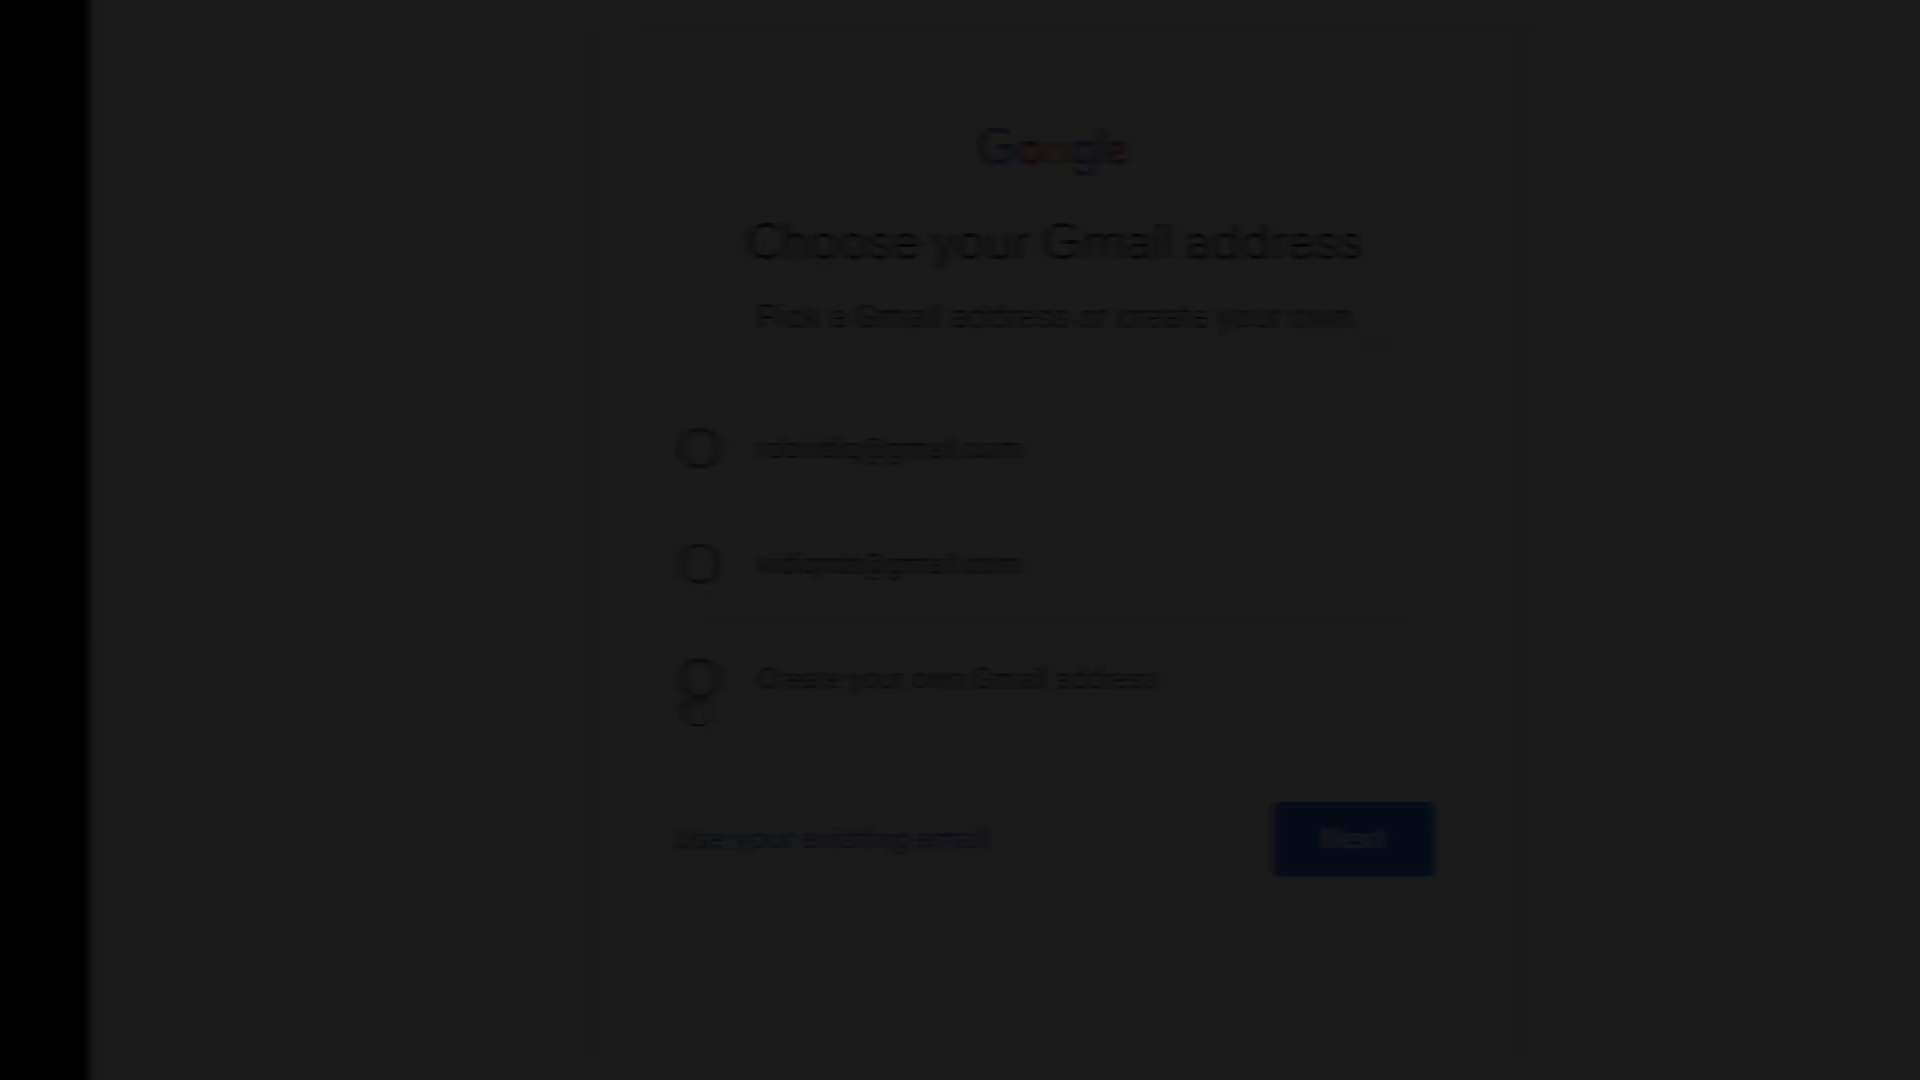 Google
Choose your Gmail address
Pick a Gmail address or create your own
Create your own Gmail address
Use your existing email
Next